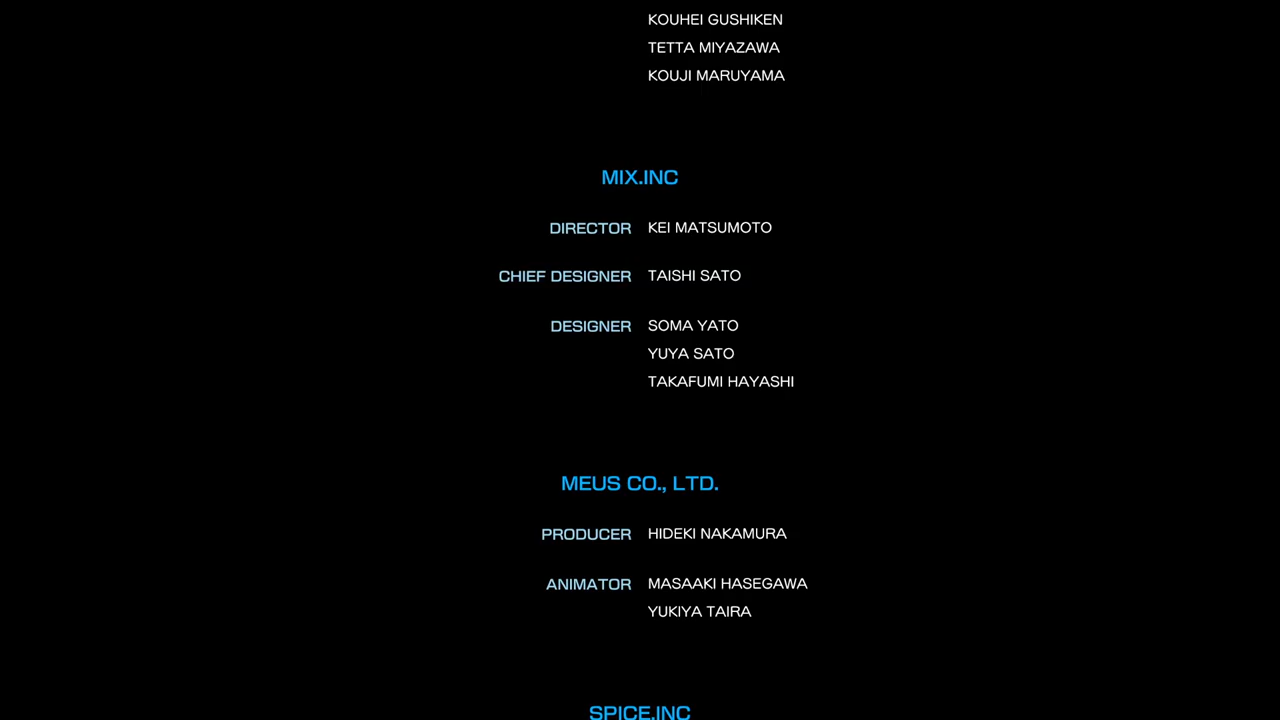 KOUHEI GUSHIKEN
TETTA MIYAZAWA
KOUJI MARUYAMA
MIX.INC
DIRECTOR KEI MATSUMOTO
CHIEF DESIGNER TAISHI SATO
DESIGNER SOMA YATO
YUYA SATO
TAKAFUMI HAYASHI
MEUS CO., LTD.
PRODUCER HIDEKI NAKAMURA
ANIMATOR MASAAKI HASEGAWA
YUKIYA TAIRA
SPICE.INC